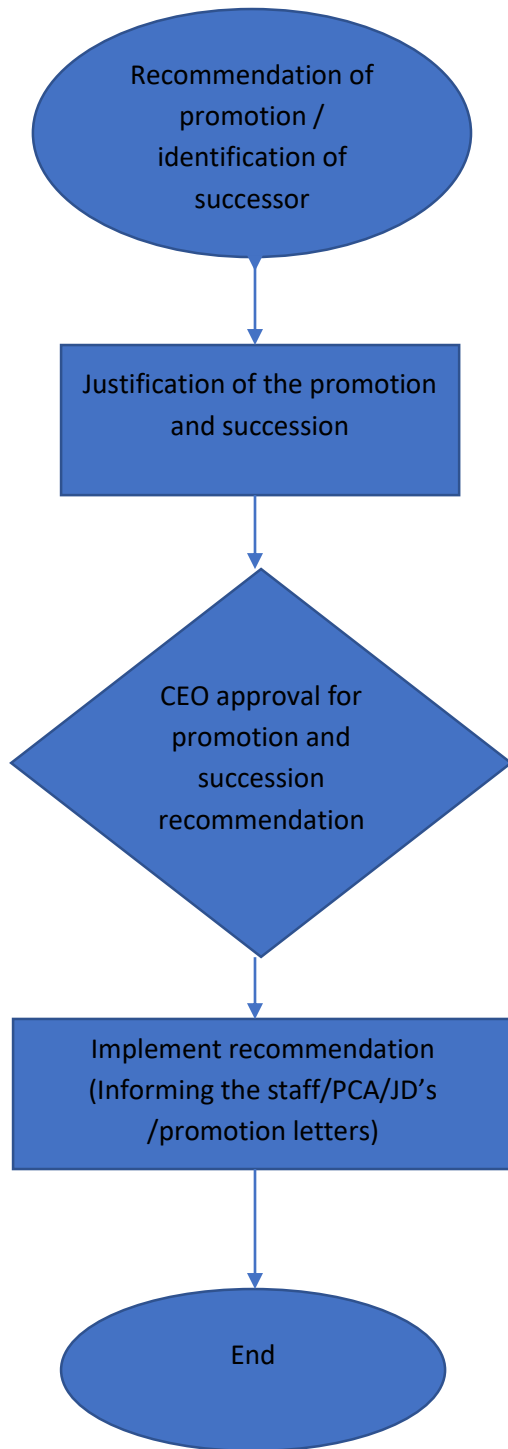 Recommendation of
promotion /
identification of
successor
Justification of the promotion
and succession
CEO approval for
promotion and
succession
recommendation
Implement recommendation
(Informing the staff/PCA/JD’s
/promotion letters)
End